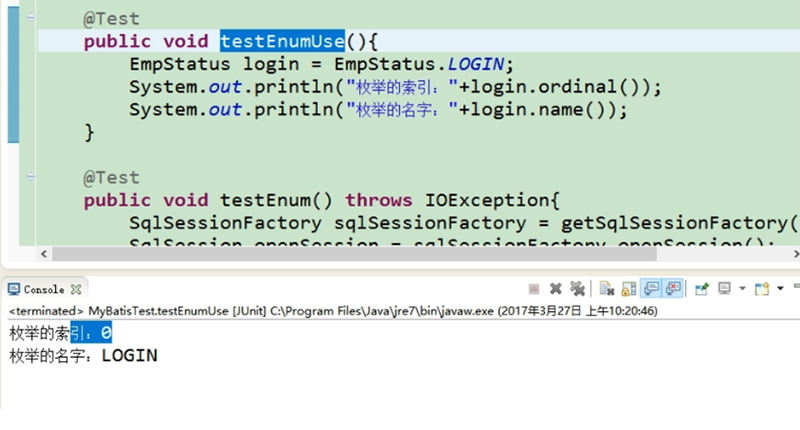 @Test
public void testEnumUse(){
EmpStatus login = EmpStatus.LOGIN;
System.out.println("枚举的索引："+login.ordinal());
System.out.println("枚举的名字："+login.name());
}
@Test
public void testEnum() throws IOException{
SqlSessionFactory sqlSessionFactory = getSqlSessionFactory(
SqlSession openSession = sqlSessionFactory.openSession();
Console
<terminated> MyBatisTest.testEnumUse [JUnit] C:\Program Files\Java\jre7\bin\javaw.exe (2017年3月27日 上午10:20:46)
枚举的索引：0
枚举的名字：LOGIN